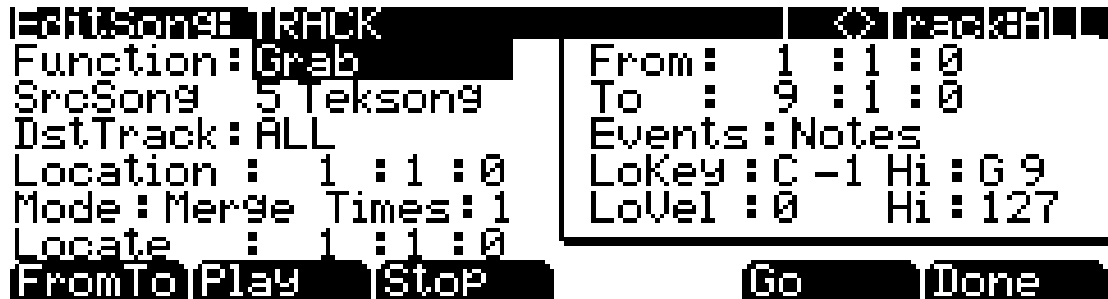 EditSong:TRACK <>Track:ALL
Function:Grab
SrcSong 5 Teksong
DstTrack:ALL
Location : 1 :1 :0
Mode:Merge Times:1
Locate : 1 :1 :0
From: 1 :1 :0
To : 9 :1 :0
Events:Notes
LoKey:C -1 Hi:G 9
LoVel:0 Hi:127
FromTo Play Stop Go Done